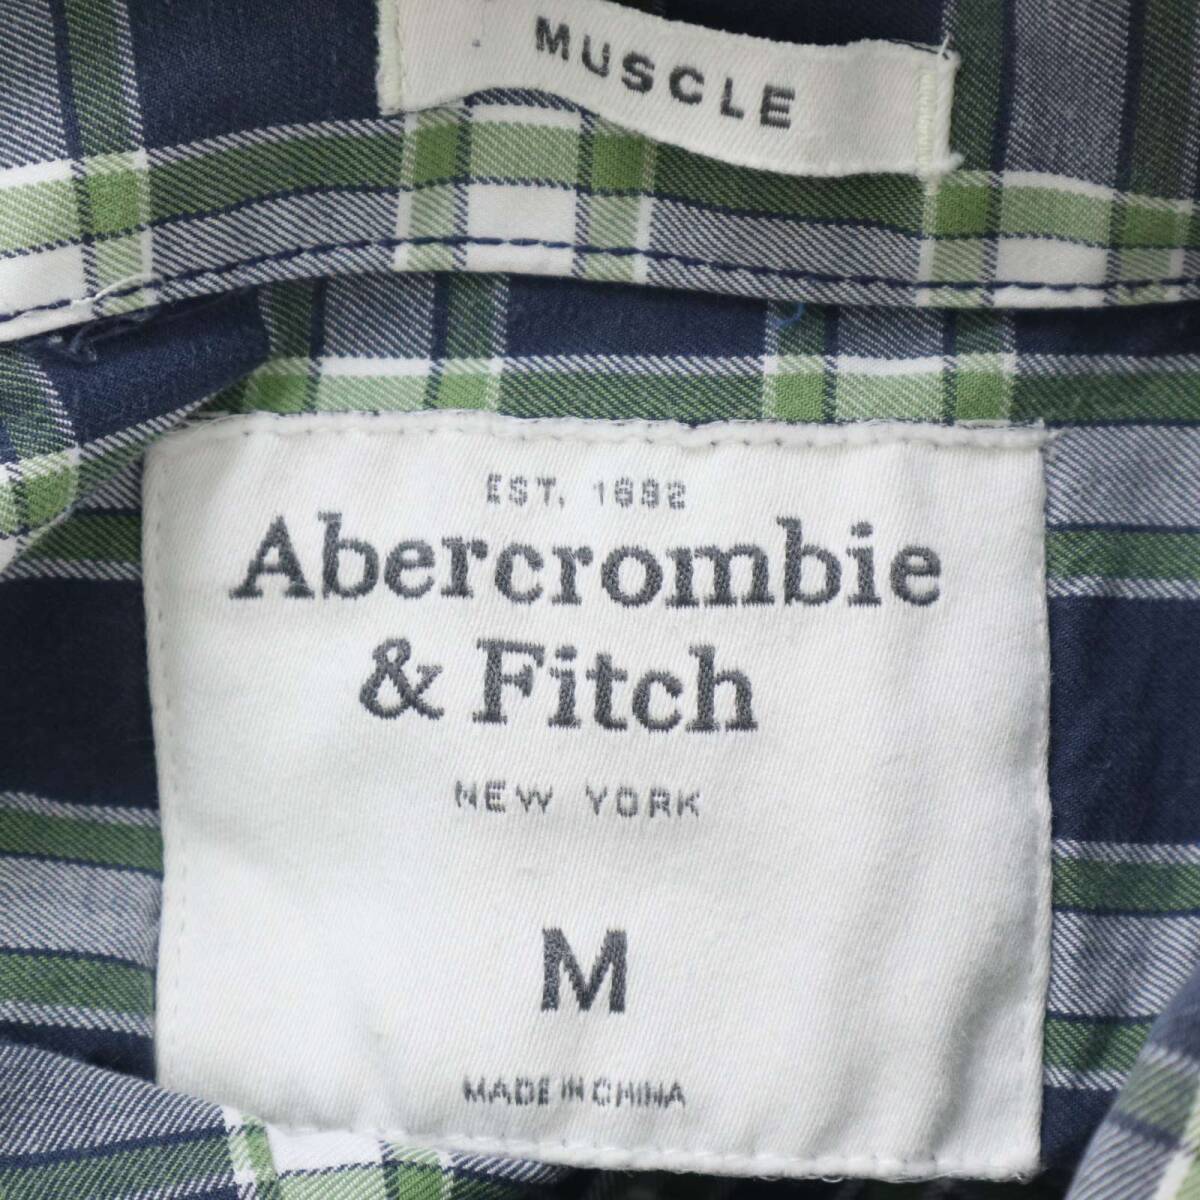 MUSCLE
EST. 1892
Abercrombie
& Fitch
NEW YORK
M
MADE IN CHINA